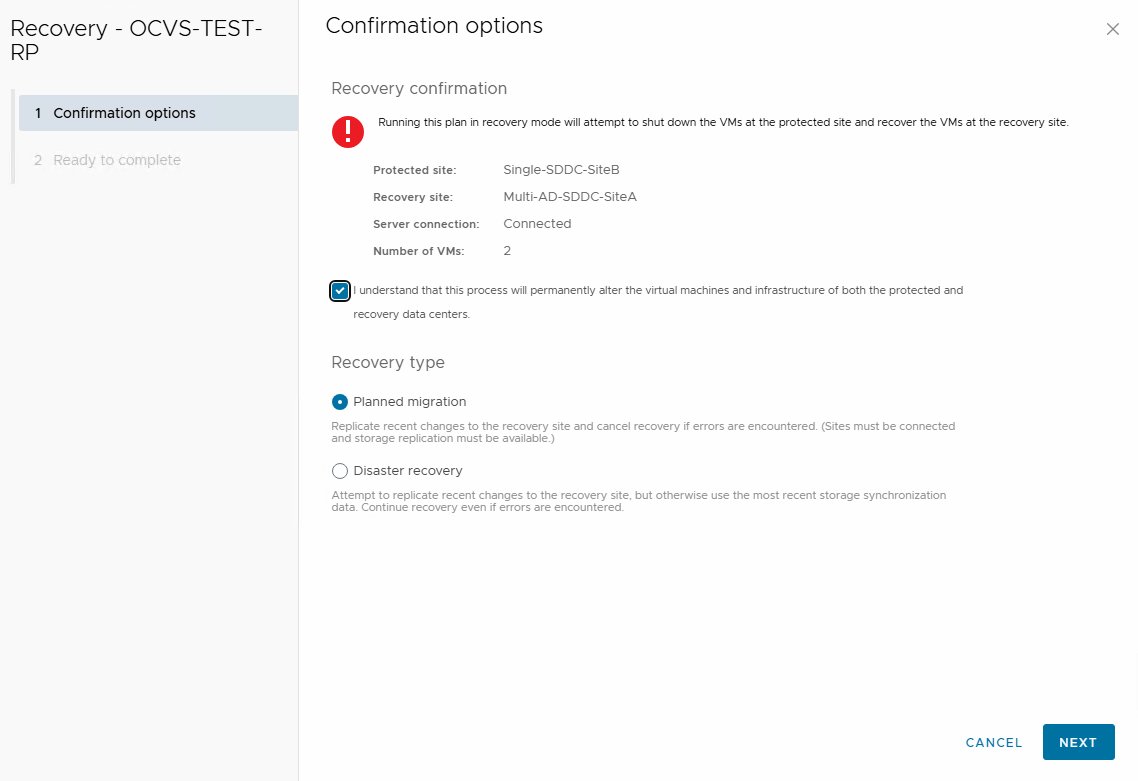 Recovery - OCVS-TEST-
RP
1 Confirmation options
2 Ready to complete
Confirmation options
Recovery confirmation
Running this plan in recovery mode will attempt to shut down the VMs at the protected site and recover the VMs at the recovery site.
Protected site: Single-SDDC-SiteB
Recovery site: Multi-AD-SDDC-SiteA
Server connection: Connected
Number of VMs: 2
I understand that this process will permanently alter the virtual machines and infrastructure of both the protected and
recovery data centers.
Recovery type
Planned migration
Replicate recent changes to the recovery site and cancel recovery if errors are encountered. (Sites must be connected
and storage replication must be available.)
Disaster recovery
Attempt to replicate recent changes to the recovery site, but otherwise use the most recent storage synchronization
data. Continue recovery even if errors are encountered.
CANCEL NEXT